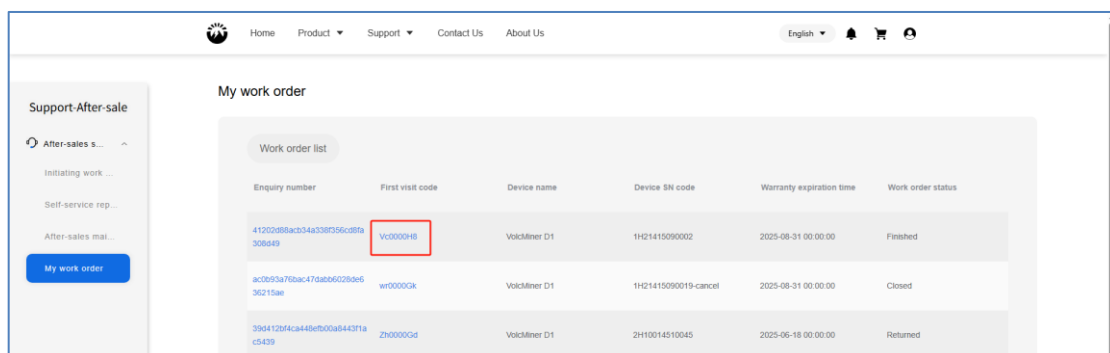 Home Product Support Contact Us About Us English
Support-After-sale
After-sales s...
Initiating work ...
Self-service rep...
After-sales mai...
My work order
My work order
Work order list
Enquiry number First visit code Device name Device SN code Warranty expiration time Work order status
41202d88acb34a338f356cd8fa
308d49
Vc0000H8 VolcMiner D1 1H21415090002 2025-08-31 00:00:00 Finished
ac0b93a76bac47dabb6028de6
36215ae
wr0000Gk VolcMiner D1 1H21415090019-cancel 2025-08-31 00:00:00 Closed
39d412bf4ca448efb00a8443f1a
c5439
Zh0000Gd VolcMiner D1 2H10014510045 2025-06-18 00:00:00 Returned